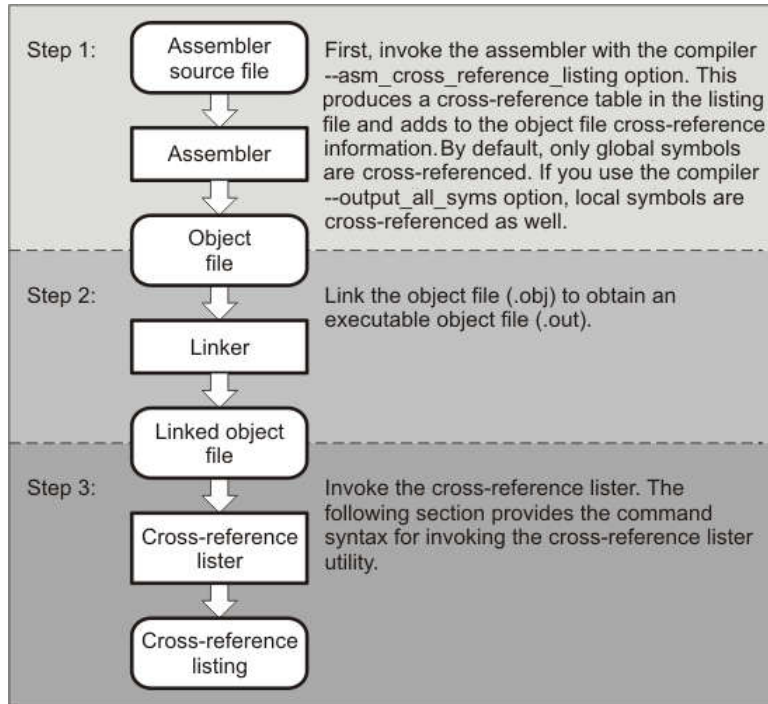 Step 1:
Assembler
source file
First, invoke the assembler with the compiler
--asm_cross_reference_listing option. This
produces a cross-reference table in the listing
file and adds to the object file cross-reference
information. By default, only global symbols
are cross-referenced. If you use the compiler
--output_all_syms option, local symbols are
cross-referenced as well.
Assembler
Object
file
Step 2:
Link the object file (.obj) to obtain an
executable object file (.out).
Linker
Linked object
file
Step 3:
Invoke the cross-reference lister. The
following section provides the command
syntax for invoking the cross-reference lister
utility.
Cross-reference
lister
Cross-reference
listing